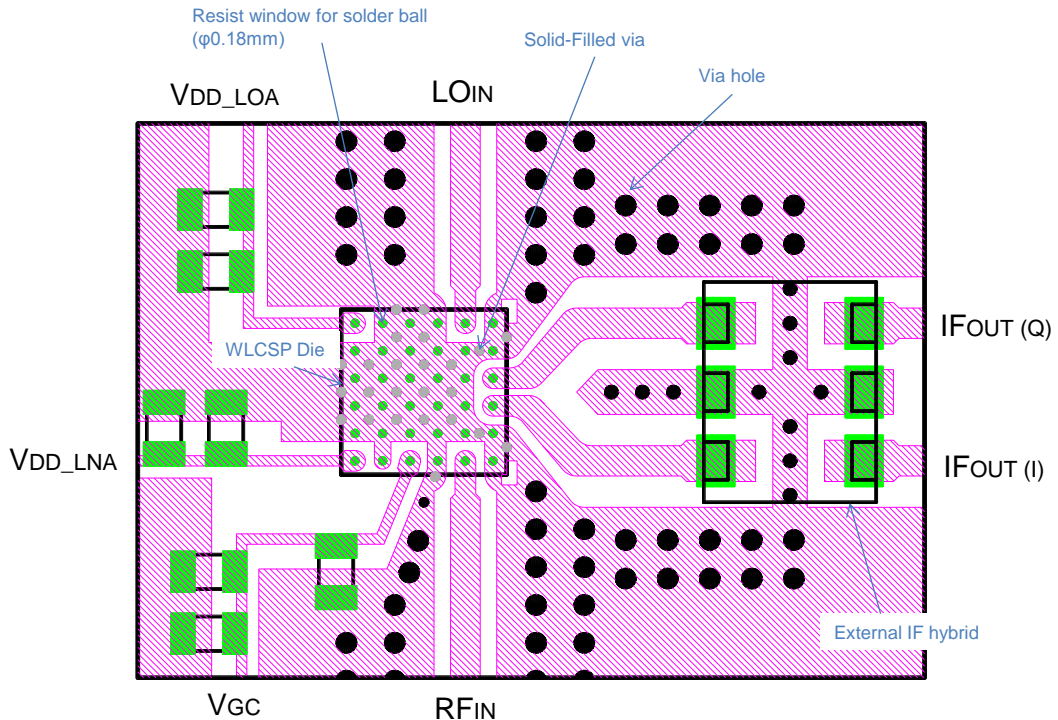 Resist window for solder ball
(φ0.18mm)
Solid-Filled via
Via hole
VDD_LOA
LOIN
IFOUT (Q)
WLCSP Die
VDD_LNA
IFOUT (I)
External IF hybrid
VGC
RFIN